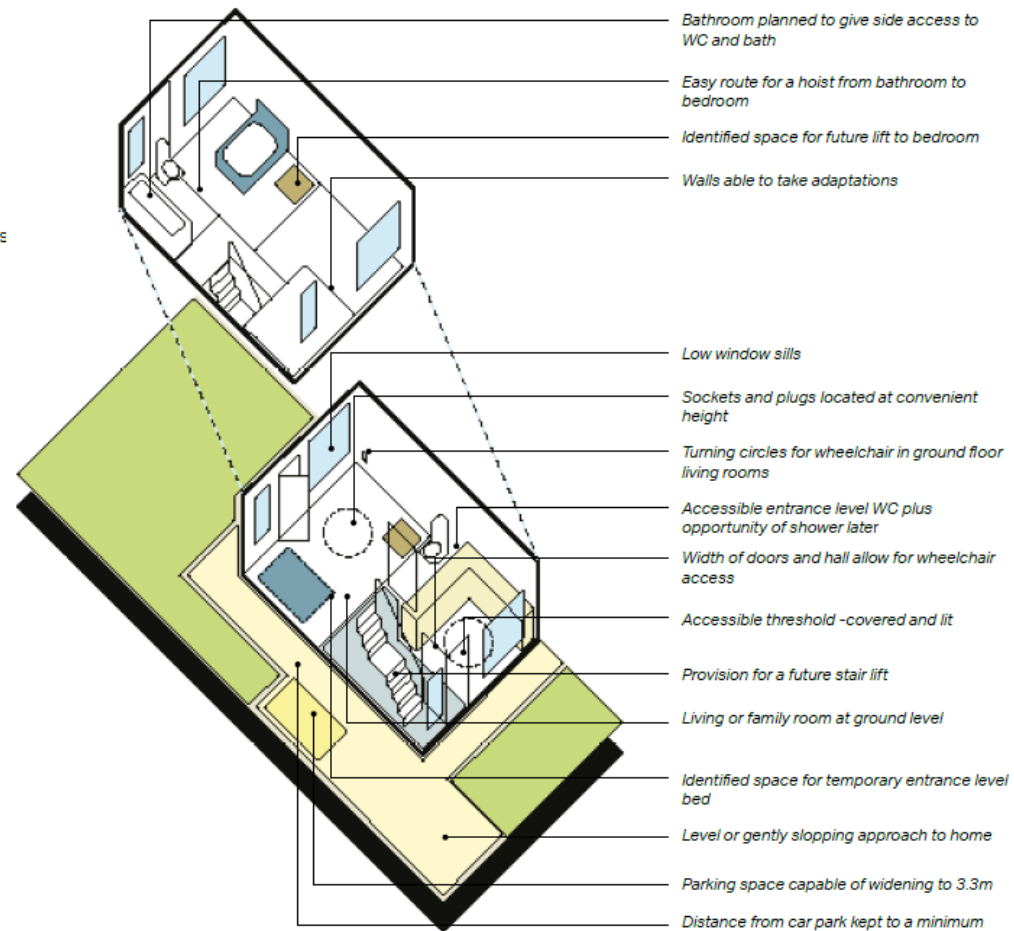 Bathroom planned to give side access to
WC and bath
Easy route for a hoist from bathroom to
bedroom
Identified space for future lift to bedroom
Walls able to take adaptations
s
Low window sills
Sockets and plugs located at convenient
height
Turning circles for wheelchair in ground floor
living rooms
Accessible entrance level WC plus
opportunity of shower later
Width of doors and hall allow for wheelchair
access
Accessible threshold -covered and lit
Provision for a future stair lift
Living or family room at ground level
Identified space for temporary entrance level
bed
Level or gently slopping approach to home
Parking space capable of widening to 3.3m
Distance from car park kept to a minimum